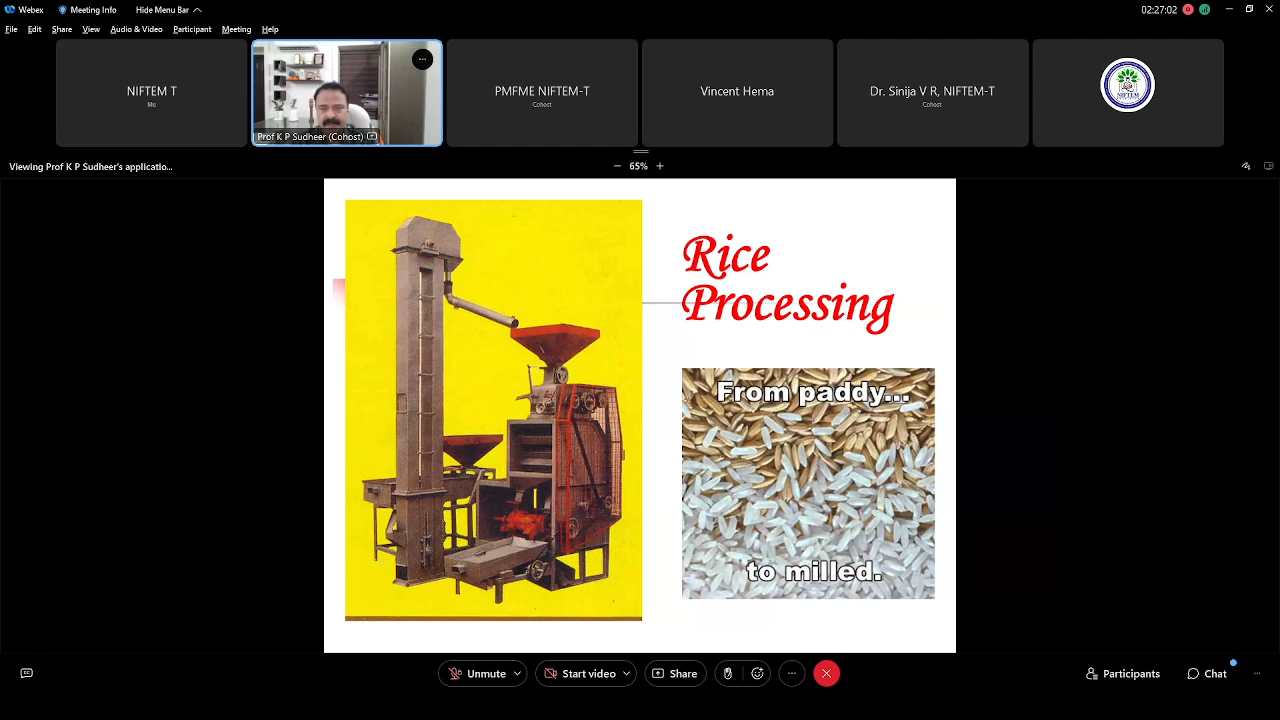 Webex
Meeting Info
Hide Menu Bar
02:27:02
File Edit Share View Audio & Video Participant Meeting Help
NIFTEM T
Me
Prof K P Sudheer (Cohost)
PMFME NIFTEM-T
Cohost
Vincent Hema
Dr. Sinija V R, NIFTEM-T
Cohost
NIFTEM
Viewing Prof K P Sudheer's applicatio...
65%
Rice
Processing
From paddy...
to milled.
Unmute
Start video
Share
Participants
Chat